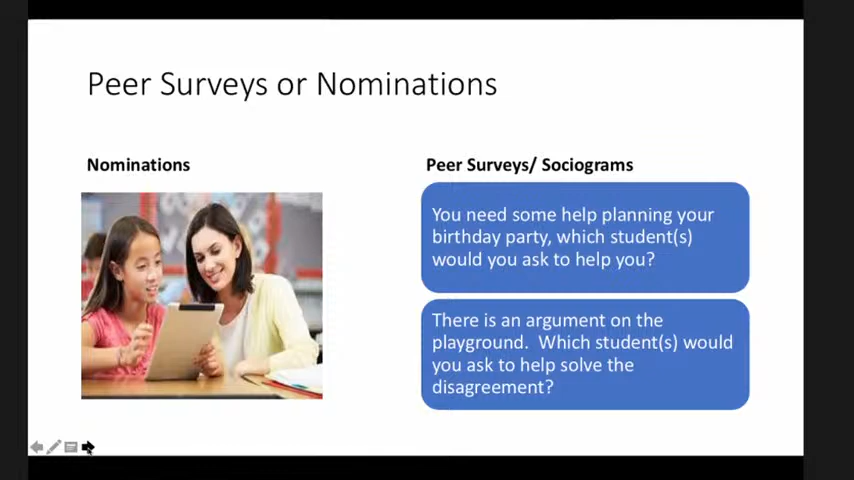 Peer Surveys or Nominations
Nominations
Peer Surveys/ Sociograms
You need some help planning your
birthday party, which student(s)
would you ask to help you?
There is an argument on the
playground.  Which student(s) would
you ask to help solve the
disagreement?